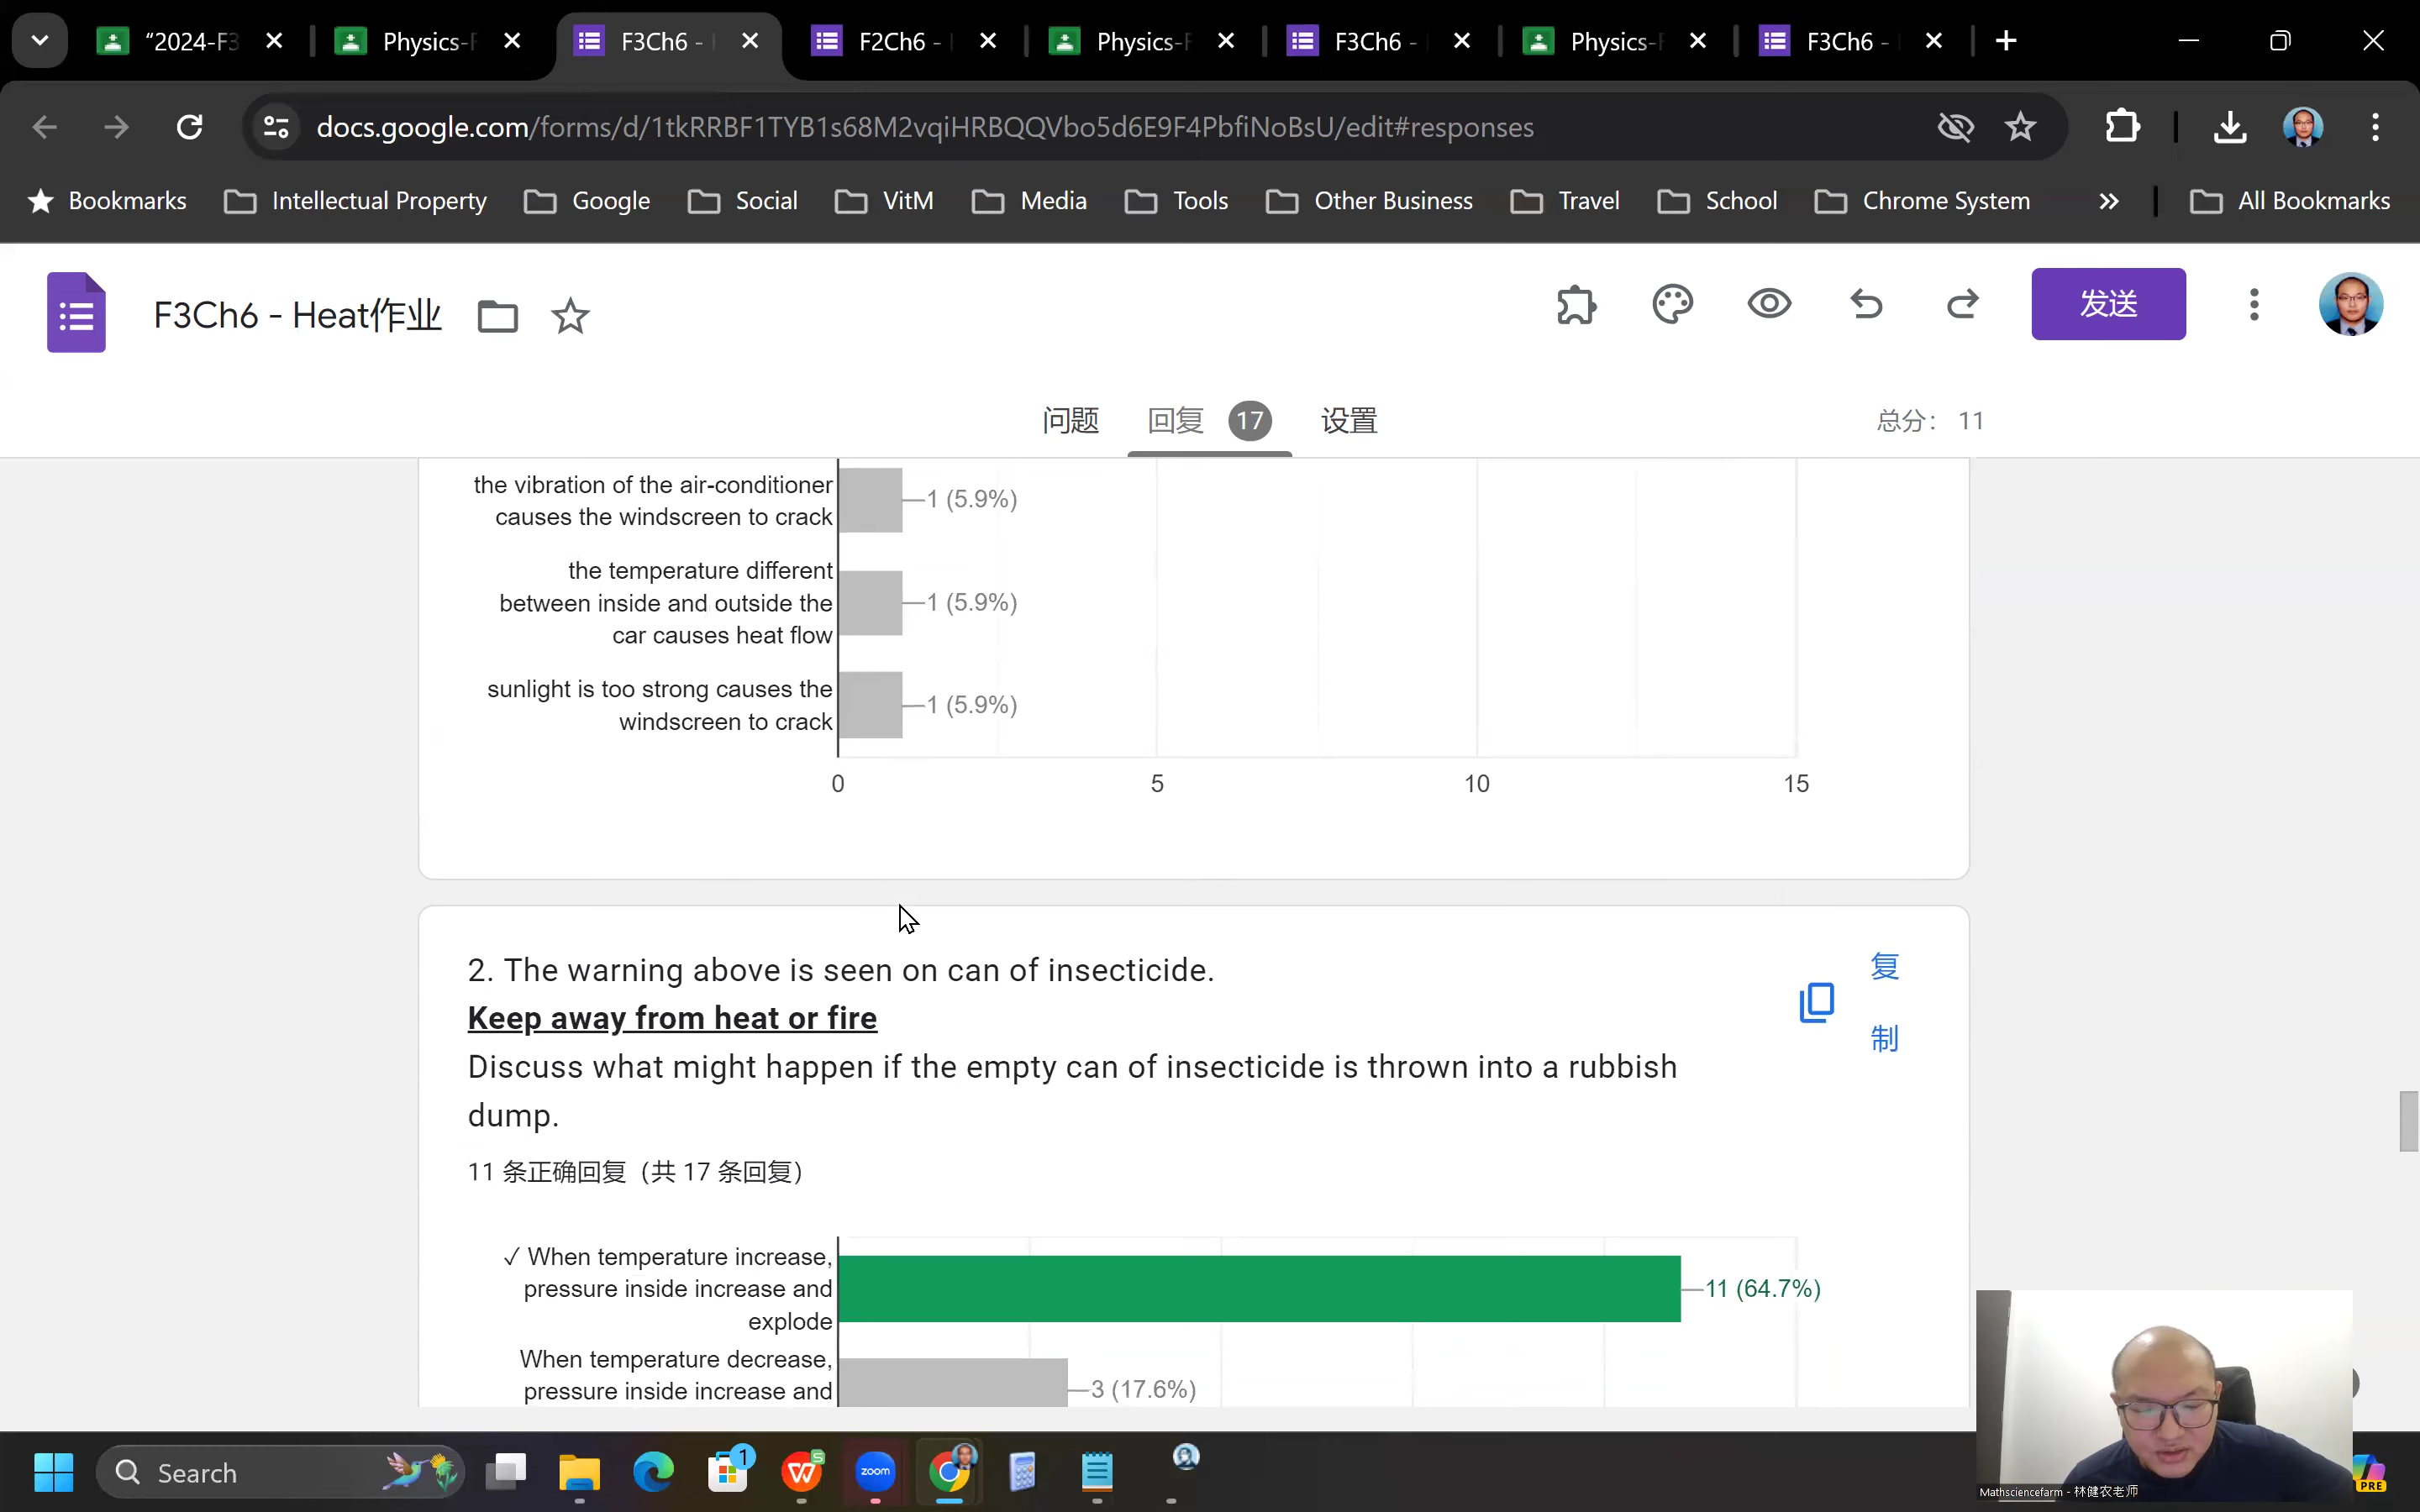 “2024-F3
Physics-F
F3Ch6 -
F2Ch6 -
Physics-F
F3Ch6 -
Physics-F
F3Ch6 -
docs.google.com/forms/d/1tkRRBF1TYB1s68M2vqiHRBQQVbo5d6E9F4PbfiNoBsU/edit#responses
Bookmarks
Intellectual Property
Google
Social
VitM
Media
Tools
Other Business
Travel
School
Chrome System
All Bookmarks
F3Ch6 - Heat作业
发送
问题
回复
17
设置
总分： 11
the vibration of the air-conditioner
causes the windscreen to crack
1 (5.9%)
the temperature different
between inside and outside the
car causes heat flow
1 (5.9%)
sunlight is too strong causes the
windscreen to crack
1 (5.9%)
0
5
10
15
2. The warning above is seen on can of insecticide.
Keep away from heat or fire
Discuss what might happen if the empty can of insecticide is thrown into a rubbish
dump.
复
制
11 条正确回复（共 17 条回复）
✓ When temperature increase,
pressure inside increase and
explode
11 (64.7%)
When temperature decrease,
pressure inside increase and
3 (17.6%)
Search
1
zoom
PRE
Mathsciencefarm - 林健农老师